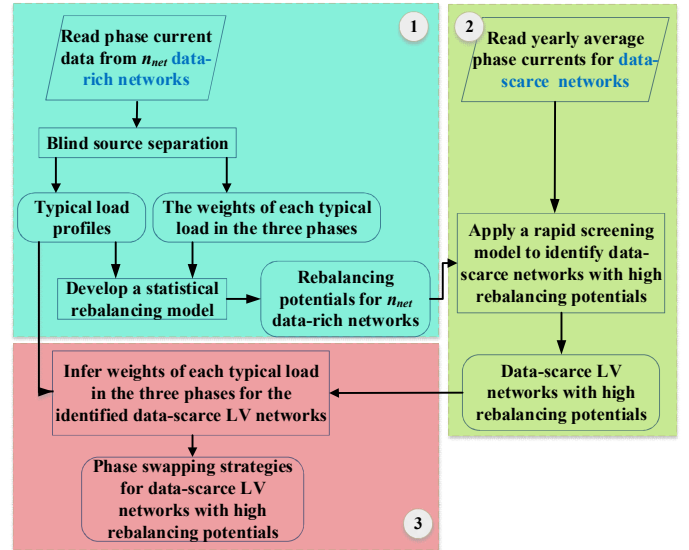 1
Read phase current
data from n_net data-
rich networks
Blind source separation
Typical load
profiles
The weights of each typical
load in the three phases
Develop a statistical
rebalancing model
Rebalancing
potentials for n_net
data-rich networks
2
Read yearly average
phase currents for data-
scarce networks
Apply a rapid screening
model to identify data-
scarce networks with high
rebalancing potentials
Data-scarce LV
networks with high
rebalancing potentials
Infer weights of each typical load
in the three phases for the
identified data-scarce LV networks
Phase swapping strategies
for data-scarce LV
networks with high
rebalancing potentials
3